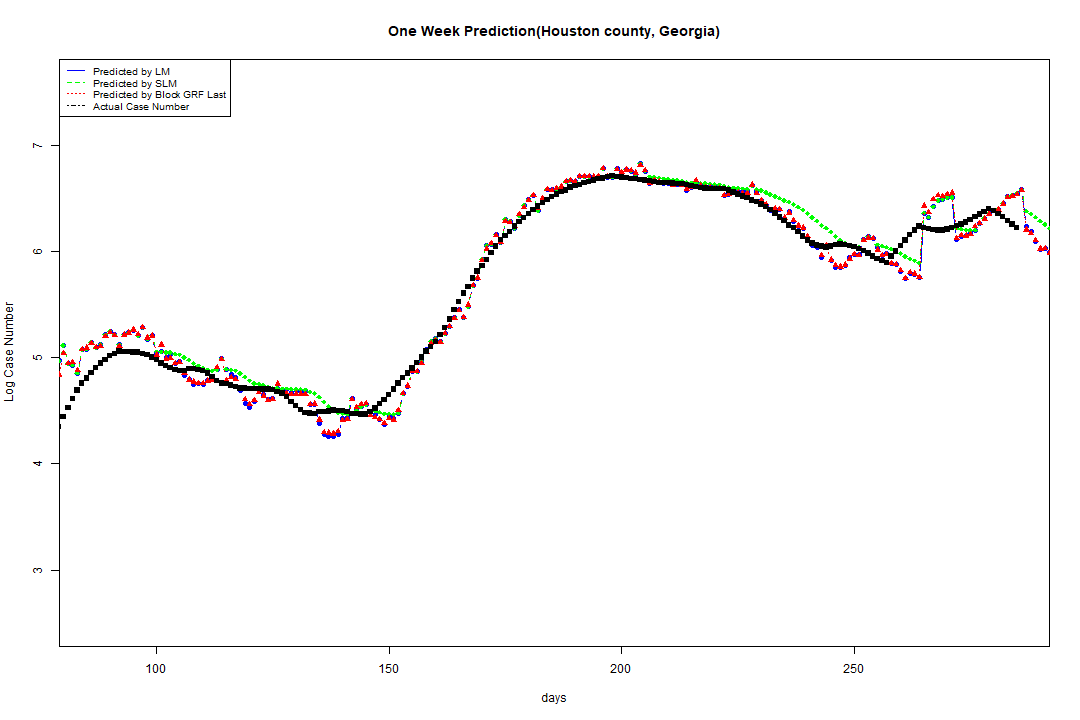 One Week Prediction(Houston county, Georgia)
Predicted by LM
Predicted by SLM
Predicted by Block GRF Last
Actual Case Number
7
6
5
4
3
Log Case Number
100 150 200 250
days